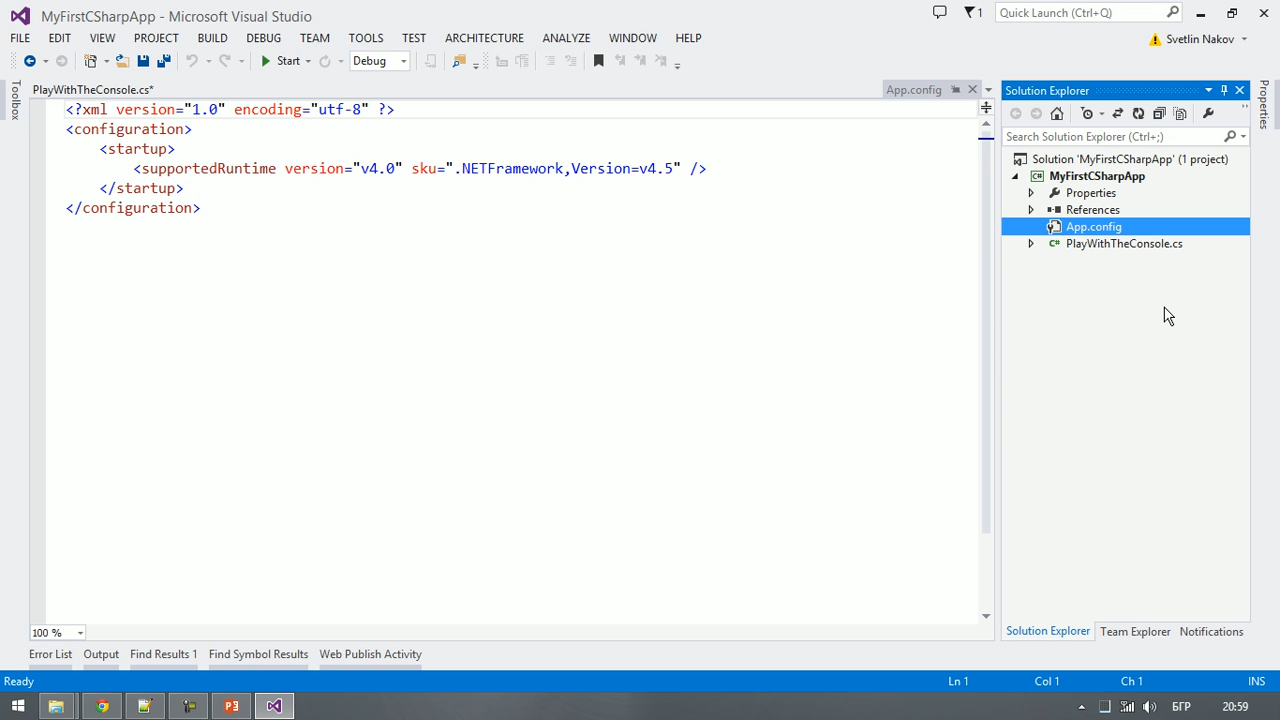 MyFirstCSharpApp - Microsoft Visual Studio
1
Quick Launch (Ctrl+Q)
FILE EDIT VIEW PROJECT BUILD DEBUG TEAM TOOLS TEST ARCHITECTURE ANALYZE WINDOW HELP
Svetlin Nakov
Start
Debug
Toolbox
PlayWithTheConsole.cs*
App.config
<?xml version="1.0" encoding="utf-8" ?>
<configuration>
<startup>
<supportedRuntime version="v4.0" sku=".NETFramework,Version=v4.5" />
</startup>
</configuration>
100 %
Solution Explorer
Search Solution Explorer (Ctrl+;)
Solution 'MyFirstCSharpApp' (1 project)
C# MyFirstCSharpApp
Properties
References
App.config
C# PlayWithTheConsole.cs
Solution Explorer Team Explorer Notifications
Properties
Error List Output Find Results 1 Find Symbol Results Web Publish Activity
Ready
Ln 1 Col 1 Ch 1 INS
БГР 20:59